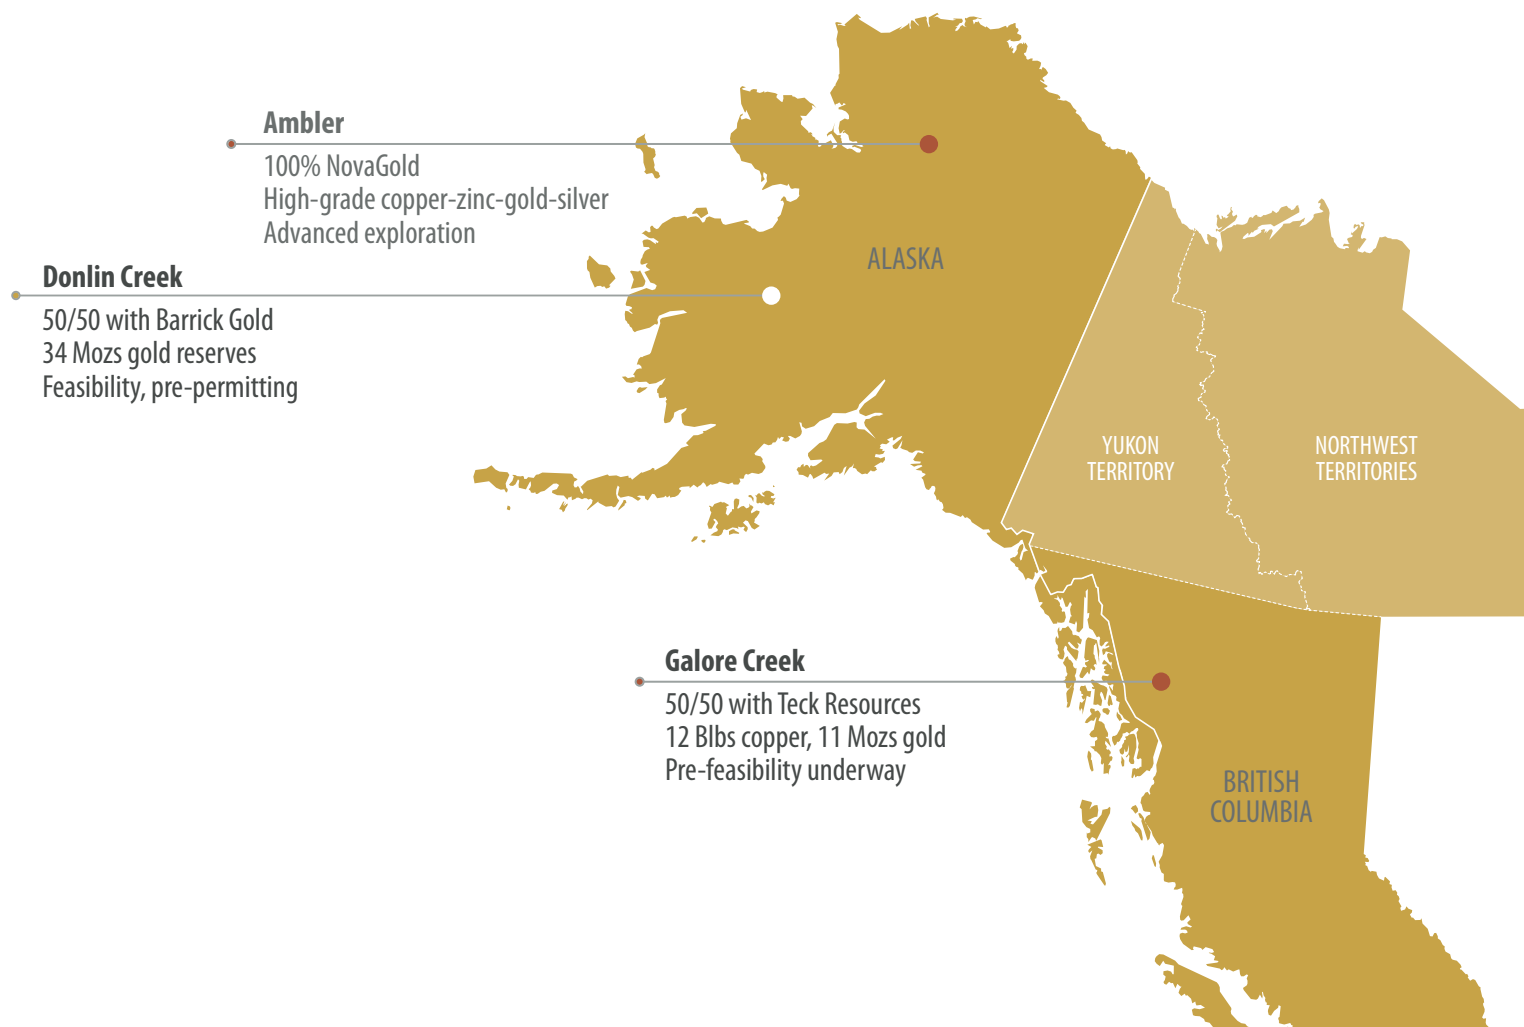 Ambler
100% NovaGold
High-grade copper-zinc-gold-silver
Advanced exploration
Donlin Creek
50/50 with Barrick Gold
34 Mozs gold reserves
Feasibility, pre-permitting
ALASKA
YUKON
TERRITORY
NORTHWEST
TERRITORIES
Galore Creek
50/50 with Teck Resources
12 Blbs copper, 11 Mozs gold
Pre-feasibility underway
BRITISH
COLUMBIA